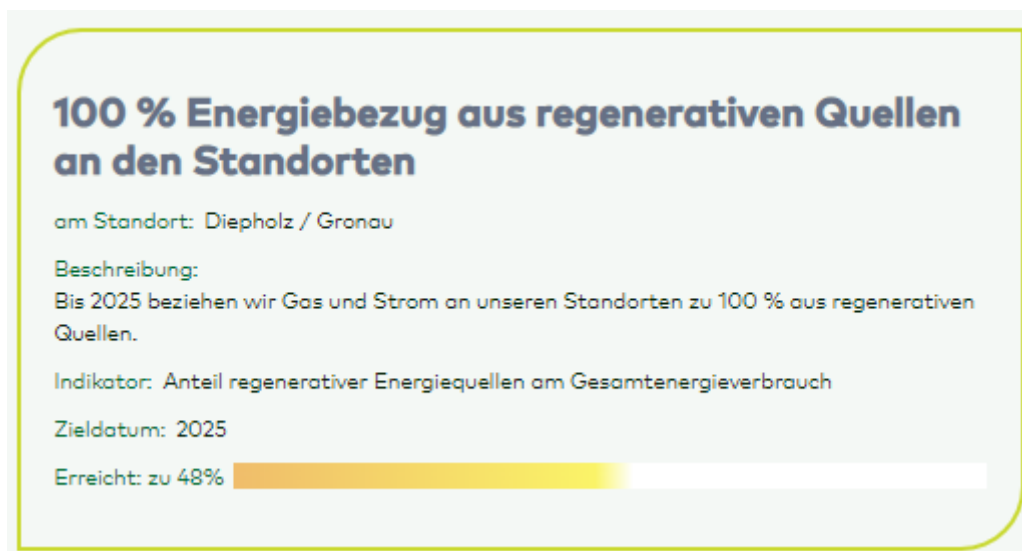 100 % Energiebezug aus regenerativen Quellen
an den Standorten
am Standort: Diepholz / Gronau
Beschreibung:
Bis 2025 beziehen wir Gas und Strom an unseren Standorten zu 100 % aus regenerativen
Quellen.
Indikator: Anteil regenerativer Energiequellen am Gesamtenergieverbrauch
Zieldatum: 2025
Erreicht: zu 48%